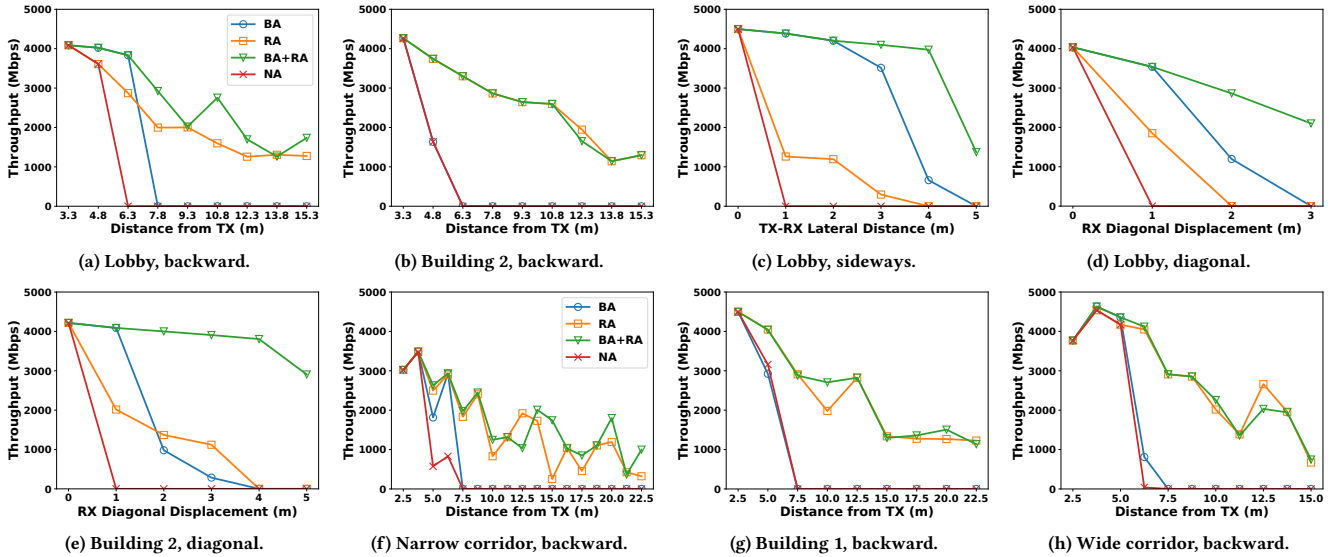 5000
4000
3000
2000
1000
0
Throughput (Mbps)
BA
RA
BA+RA
NA
3.3 4.8 6.3 7.8 9.3 10.8 12.3 13.8 15.3
Distance from TX (m)
(a) Lobby, backward.
5000
4000
3000
2000
1000
0
Throughput (Mbps)
3.3 4.8 6.3 7.8 9.3 10.8 12.3 13.8 15.3
Distance from TX (m)
(b) Building 2, backward.
5000
4000
3000
2000
1000
0
Throughput (Mbps)
0 1 2 3 4 5
TX-RX Lateral Distance (m)
(c) Lobby, sideways.
5000
4000
3000
2000
1000
0
Throughput (Mbps)
0 1 2 3
RX Diagonal Displacement (m)
(d) Lobby, diagonal.
5000
4000
3000
2000
1000
0
Throughput (Mbps)
0 1 2 3 4 5
RX Diagonal Displacement (m)
(e) Building 2, diagonal.
5000
4000
3000
2000
1000
0
Throughput (Mbps)
BA
RA
BA+RA
NA
2.5 5.0 7.5 10.0 12.5 15.0 17.5 20.0 22.5
Distance from TX (m)
(f) Narrow corridor, backward.
5000
4000
3000
2000
1000
0
Throughput (Mbps)
2.5 5.0 7.5 10.0 12.5 15.0 17.5 20.0 22.5
Distance from TX (m)
(g) Building 1, backward.
5000
4000
3000
2000
1000
0
Throughput (Mbps)
2.5 5.0 7.5 10.0 12.5 15.0
Distance from TX (m)
(h) Wide corridor, backward.